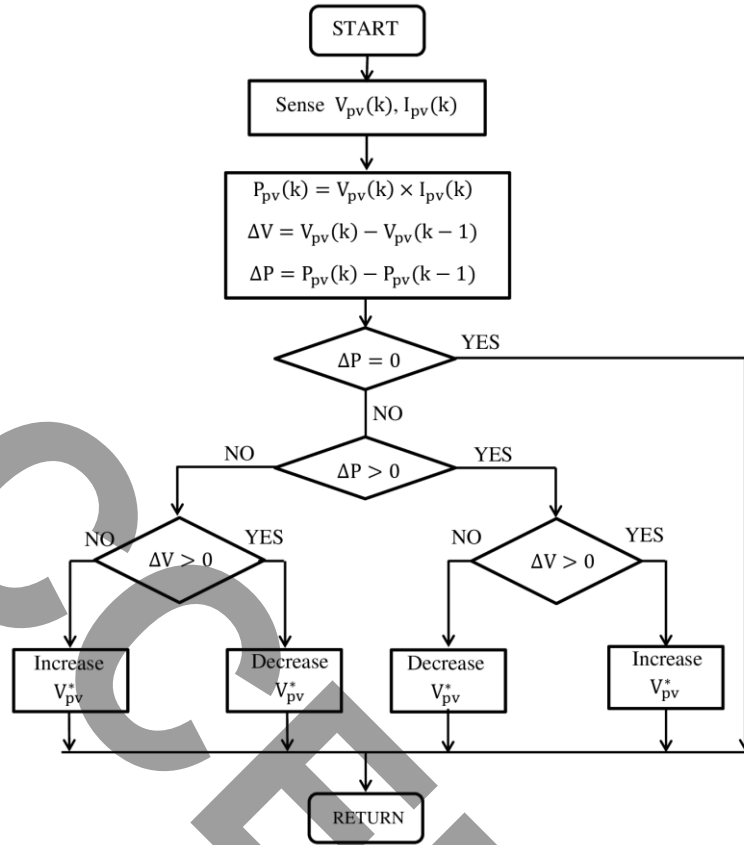 START
Sense V_pv(k), I_pv(k)
P_pv(k) = V_pv(k) × I_pv(k)
ΔV = V_pv(k) − V_pv(k − 1)
ΔP = P_pv(k) − P_pv(k − 1)
ΔP = 0
YES
NO
ΔP > 0
NO
YES
ΔV > 0
NO
YES
ΔV > 0
NO
YES
Increase
V*_pv
Decrease
V*_pv
Decrease
V*_pv
Increase
V*_pv
RETURN